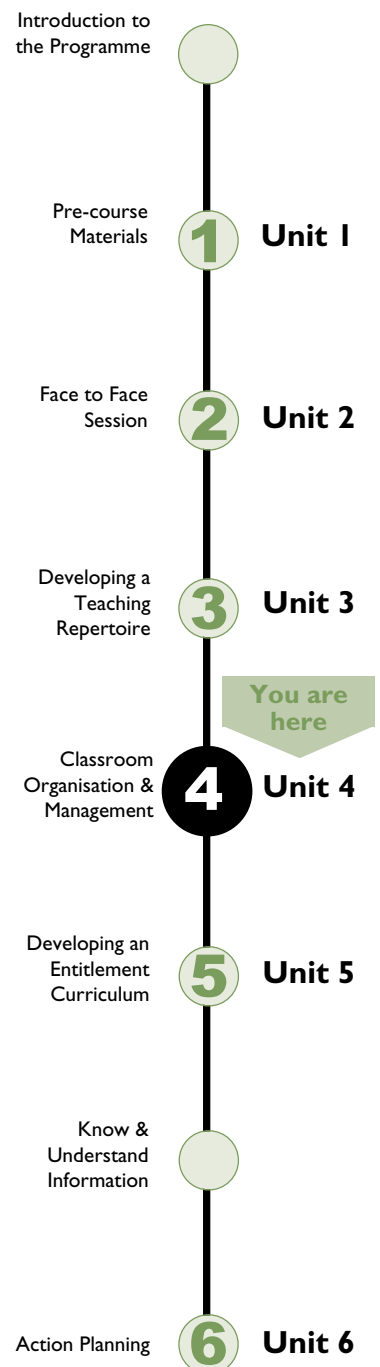 Introduction to
the Programme
Pre-course
Materials
1
Unit 1
Face to Face
Session
2
Unit 2
Developing a
Teaching
Repertoire
3
Unit 3
You are
here
Classroom
Organisation &
Management
4
Unit 4
Developing an
Entitlement
Curriculum
5
Unit 5
Know &
Understand
Information
Action Planning
6
Unit 6